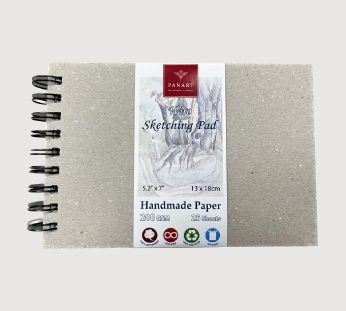 PANART
Sketching Pad
5.2" x 7" 13 x 18cm
Handmade Paper
200 GSM 25 Sheets